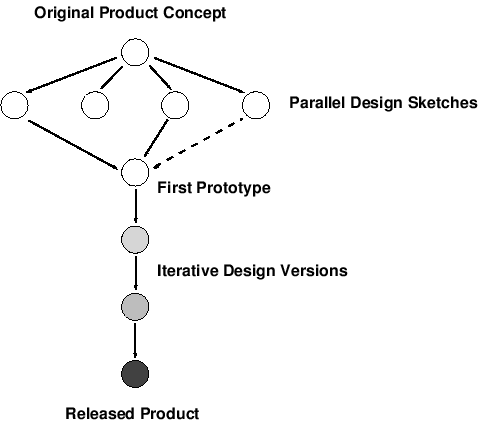 Original Product Concept
Parallel Design Sketches
First Prototype
Iterative Design Versions
Released Product